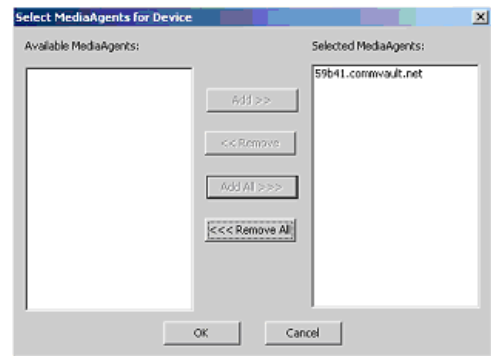 Select MediaAgents for Device
Available MediaAgents:
Selected MediaAgents:
59b41.commvault.net
Add >>
<< Remove
Add All >>>
<<< Remove All
OK
Cancel